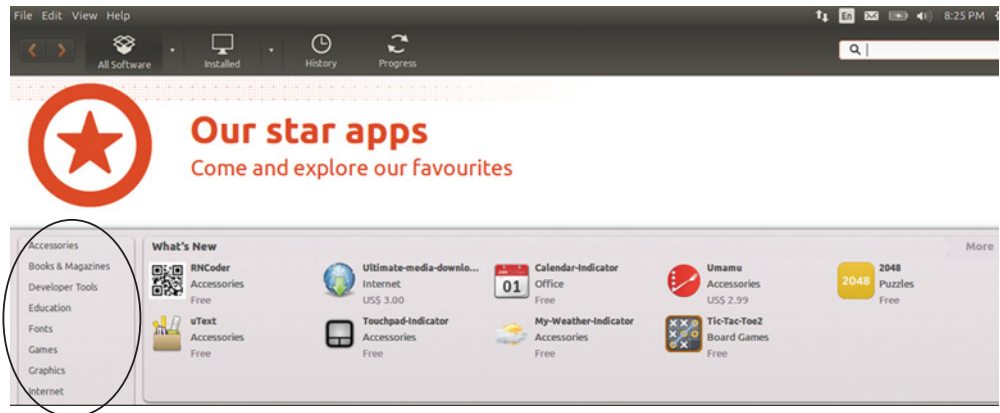 File Edit View Help
En 8:25 PM
All Software Installed History Progress
Our star apps
Come and explore our favourites
Accessories
Books & Magazines
Developer Tools
Education
Fonts
Games
Graphics
Internet
What's New More
RNCoder
Accessories
Free
Ultimate-media-downlo...
Internet
US$ 3.00
01
Calendar-Indicator
Office
Free
Umamu
Accessories
US$ 2.99
2048
2048
Puzzles
Free
uText
Accessories
Free
Touchpad-Indicator
Accessories
Free
My-Weather-Indicator
Accessories
Free
Tic-Tac-Toe2
Board Games
Free